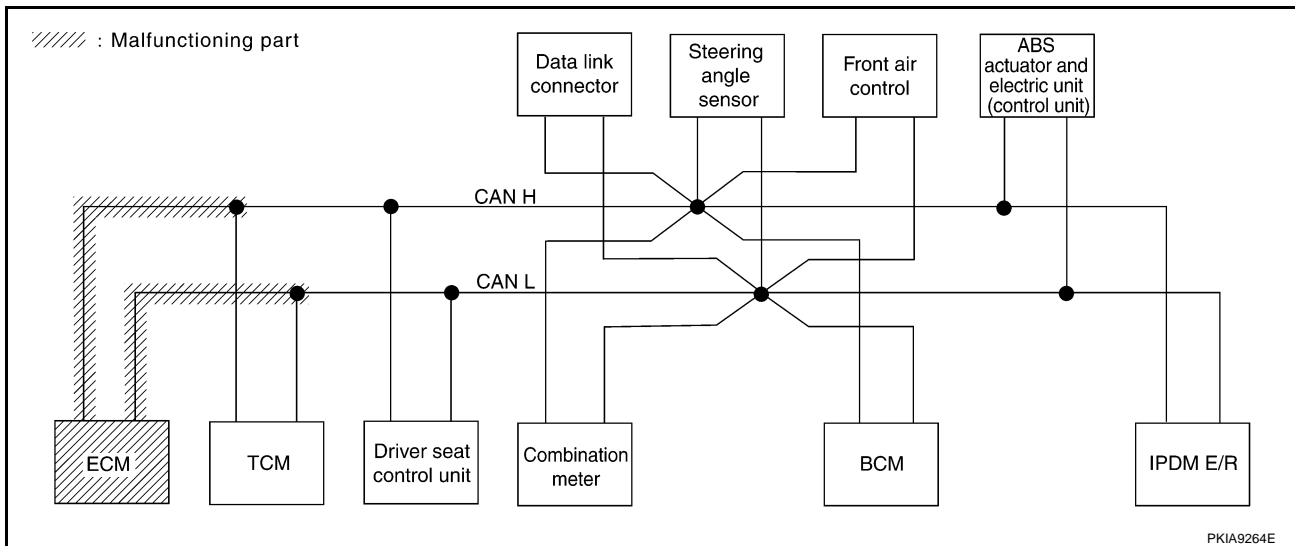 : Malfunctioning part
Data link
connector
Steering
angle
sensor
Front air
control
ABS
actuator and
electric unit
(control unit)
CAN H
CAN L
ECM
TCM
Driver seat
control unit
Combination
meter
BCM
IPDM E/R
PKIA9264E